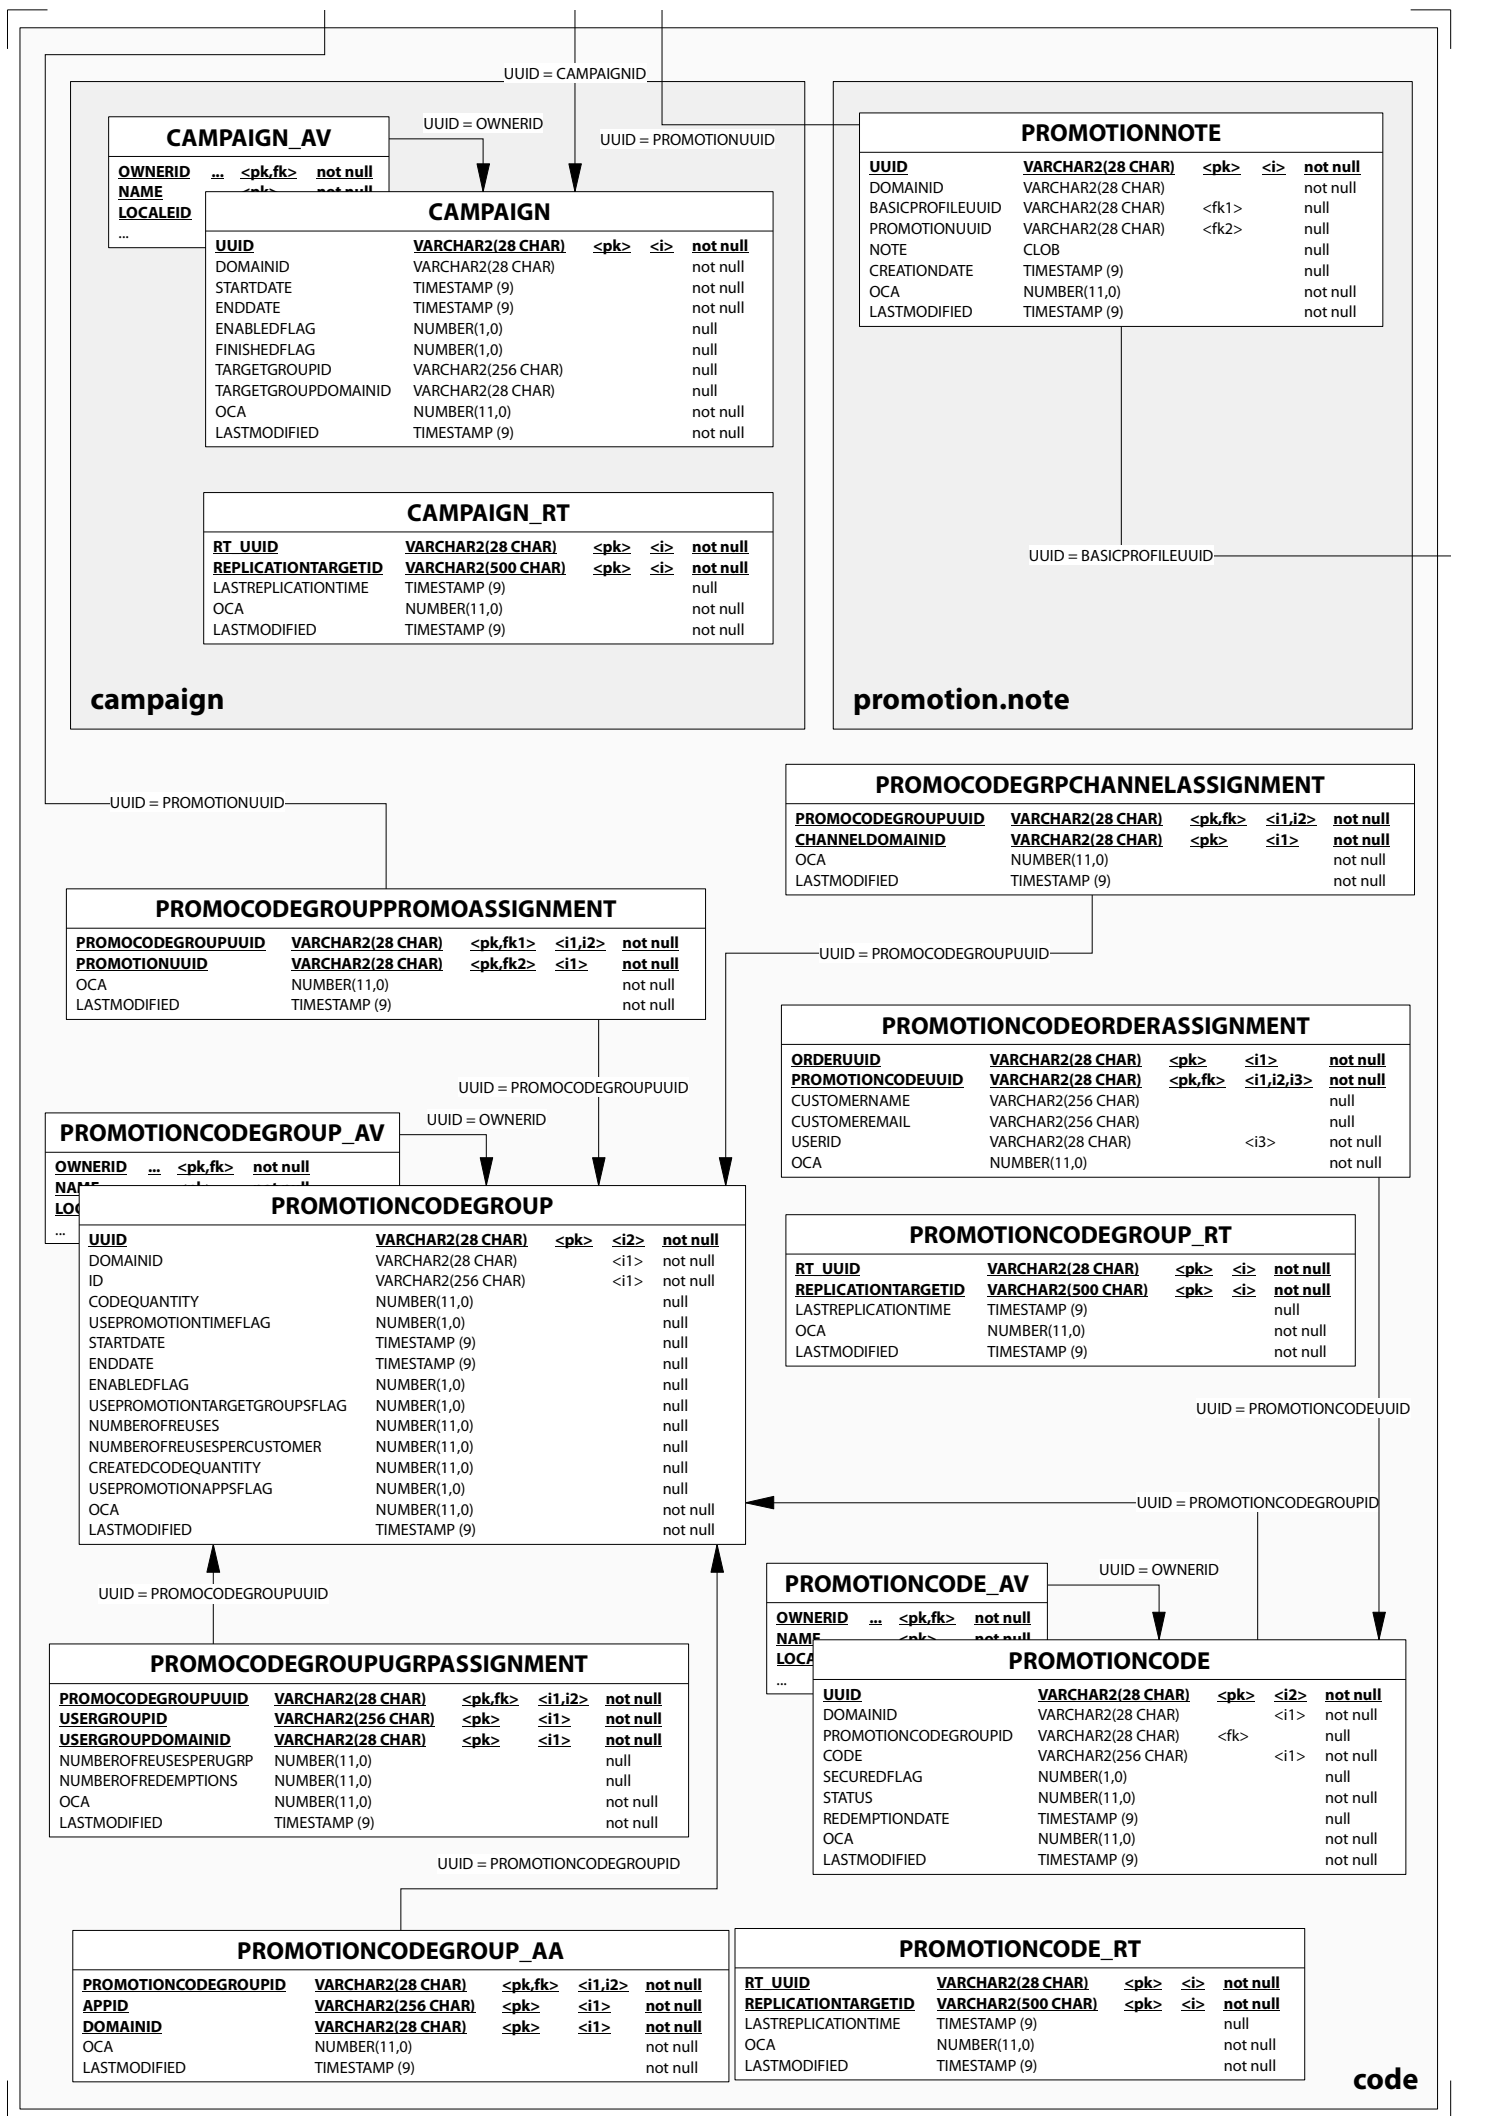 UUID = CAMPAIGNID
CAMPAIGN_AV
UUID = OWNERID
OWNERID ... <pk,fk> not null
NAME
LOCALEID
...
UUID = PROMOTIONUUID
CAMPAIGN
UUID VARCHAR2(28 CHAR) <pk> <i> not null
DOMAINID VARCHAR2(28 CHAR) not null
STARTDATE TIMESTAMP (9) not null
ENDDATE TIMESTAMP (9) not null
ENABLEDFLAG NUMBER(1,0) null
FINISHEDFLAG NUMBER(1,0) null
TARGETGROUPID VARCHAR2(256 CHAR) null
TARGETGROUPDOMAINID VARCHAR2(28 CHAR) null
OCA NUMBER(11,0) not null
LASTMODIFIED TIMESTAMP (9) not null
CAMPAIGN_RT
RT_UUID VARCHAR2(28 CHAR) <pk> <i> not null
REPLICATIONTARGETID VARCHAR2(500 CHAR) <pk> <i> not null
LASTREPLICATIONTIME TIMESTAMP (9) null
OCA NUMBER(11,0) not null
LASTMODIFIED TIMESTAMP (9) not null
campaign
PROMOTIONNOTE
UUID VARCHAR2(28 CHAR) <pk> <i> not null
DOMAINID VARCHAR2(28 CHAR) not null
BASICPROFILEUUID VARCHAR2(28 CHAR) <fk1> null
PROMOTIONUUID VARCHAR2(28 CHAR) <fk2> null
NOTE CLOB null
CREATIONDATE TIMESTAMP (9) null
OCA NUMBER(11,0) not null
LASTMODIFIED TIMESTAMP (9) not null
UUID = BASICPROFILEUUID
promotion.note
UUID = PROMOTIONUUID
PROMOCODEGRPCHANNELASSIGNMENT
PROMOCODEGROUPUUID VARCHAR2(28 CHAR) <pk,fk> <i1,i2> not null
CHANNELDOMAINID VARCHAR2(28 CHAR) <pk> <i1> not null
OCA NUMBER(11,0) not null
LASTMODIFIED TIMESTAMP (9) not null
PROMOCODEGROUPPROMOASSIGNMENT
PROMOCODEGROUPUUID VARCHAR2(28 CHAR) <pk,fk1> <i1,i2> not null
PROMOTIONUUID VARCHAR2(28 CHAR) <pk,fk2> <i1> not null
OCA NUMBER(11,0) not null
LASTMODIFIED TIMESTAMP (9) not null
UUID = PROMOCODEGROUPUUID
PROMOTIONCODEORDERASSIGNMENT
ORDERUUID VARCHAR2(28 CHAR) <pk> <i1> not null
PROMOTIONCODEUUID VARCHAR2(28 CHAR) <pk,fk> <i1,i2,i3> not null
CUSTOMERNAME VARCHAR2(256 CHAR) null
CUSTOMEREMAIL VARCHAR2(256 CHAR) null
USERID VARCHAR2(28 CHAR) <i3> not null
OCA NUMBER(11,0) not null
UUID = PROMOCODEGROUPUUID
UUID = OWNERID
PROMOTIONCODEGROUP_AV
OWNERID ... <pk,fk> not null
...
PROMOTIONCODEGROUP
UUID VARCHAR2(28 CHAR) <pk> <i2> not null
DOMAINID VARCHAR2(28 CHAR) <i1> not null
ID VARCHAR2(256 CHAR) <i1> not null
CODEQUANTITY NUMBER(11,0) null
USEPROMOTIONTIMEFLAG NUMBER(1,0) null
STARTDATE TIMESTAMP (9) null
ENDDATE TIMESTAMP (9) null
ENABLEDFLAG NUMBER(1,0) null
USEPROMOTIONTARGETGROUPSFLAG NUMBER(1,0) null
NUMBEROFREUSES NUMBER(11,0) null
NUMBEROFREUSESPERCUSTOMER NUMBER(11,0) null
CREATEDCODEQUANTITY NUMBER(11,0) null
USEPROMOTIONAPPSFLAG NUMBER(1,0) null
OCA NUMBER(11,0) not null
LASTMODIFIED TIMESTAMP (9) not null
PROMOTIONCODEGROUP_RT
RT_UUID VARCHAR2(28 CHAR) <pk> <i> not null
REPLICATIONTARGETID VARCHAR2(500 CHAR) <pk> <i> not null
LASTREPLICATIONTIME TIMESTAMP (9) null
OCA NUMBER(11,0) not null
LASTMODIFIED TIMESTAMP (9) not null
UUID = PROMOTIONCODEUUID
UUID = PROMOTIONCODEGROUPID
UUID = PROMOCODEGROUPUUID
PROMOTIONCODE_AV
UUID = OWNERID
OWNERID ... <pk,fk> not null
NAME <pk> not null
LOCA
...
PROMOTIONCODE
UUID VARCHAR2(28 CHAR) <pk> <i2> not null
DOMAINID VARCHAR2(28 CHAR) <i1> not null
PROMOTIONCODEGROUPID VARCHAR2(28 CHAR) <fk> null
CODE VARCHAR2(256 CHAR) <i1> not null
SECUREDFLAG NUMBER(1,0) null
STATUS NUMBER(11,0) not null
REDEMPTIONDATE TIMESTAMP (9) null
OCA NUMBER(11,0) not null
LASTMODIFIED TIMESTAMP (9) not null
PROMOCODEGROUPUGRPASSIGNMENT
PROMOCODEGROUPUUID VARCHAR2(28 CHAR) <pk,fk> <i1,i2> not null
USERGROUPID VARCHAR2(256 CHAR) <pk> <i1> not null
USERGROUPDOMAINID VARCHAR2(28 CHAR) <pk> <i1> not null
NUMBEROFREUSESPERUGRP NUMBER(11,0) null
NUMBEROFREDEMPTIONS NUMBER(11,0) null
OCA NUMBER(11,0) not null
LASTMODIFIED TIMESTAMP (9) not null
UUID = PROMOTIONCODEGROUPID
PROMOTIONCODEGROUP_AA
PROMOTIONCODEGROUPID VARCHAR2(28 CHAR) <pk,fk> <i1,i2> not null
APPID VARCHAR2(256 CHAR) <pk> <i1> not null
DOMAINID VARCHAR2(28 CHAR) <pk> <i1> not null
OCA NUMBER(11,0) not null
LASTMODIFIED TIMESTAMP (9) not null
PROMOTIONCODE_RT
RT_UUID VARCHAR2(28 CHAR) <pk> <i> not null
REPLICATIONTARGETID VARCHAR2(500 CHAR) <pk> <i> not null
LASTREPLICATIONTIME TIMESTAMP (9) null
OCA NUMBER(11,0) not null
LASTMODIFIED TIMESTAMP (9) not null
code